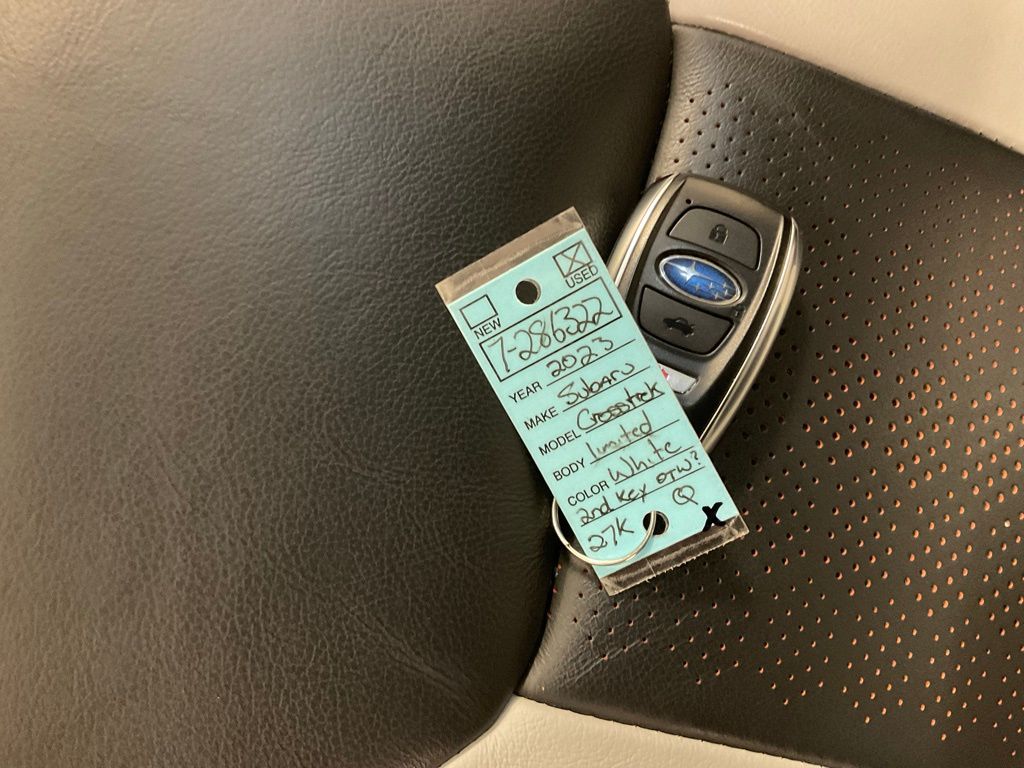 USED
NEW
7-286322
YEAR 2023
MAKE Subaru
MODEL Crosstrek
BODY limited
COLOR White
2nd key OTW?
27K
X